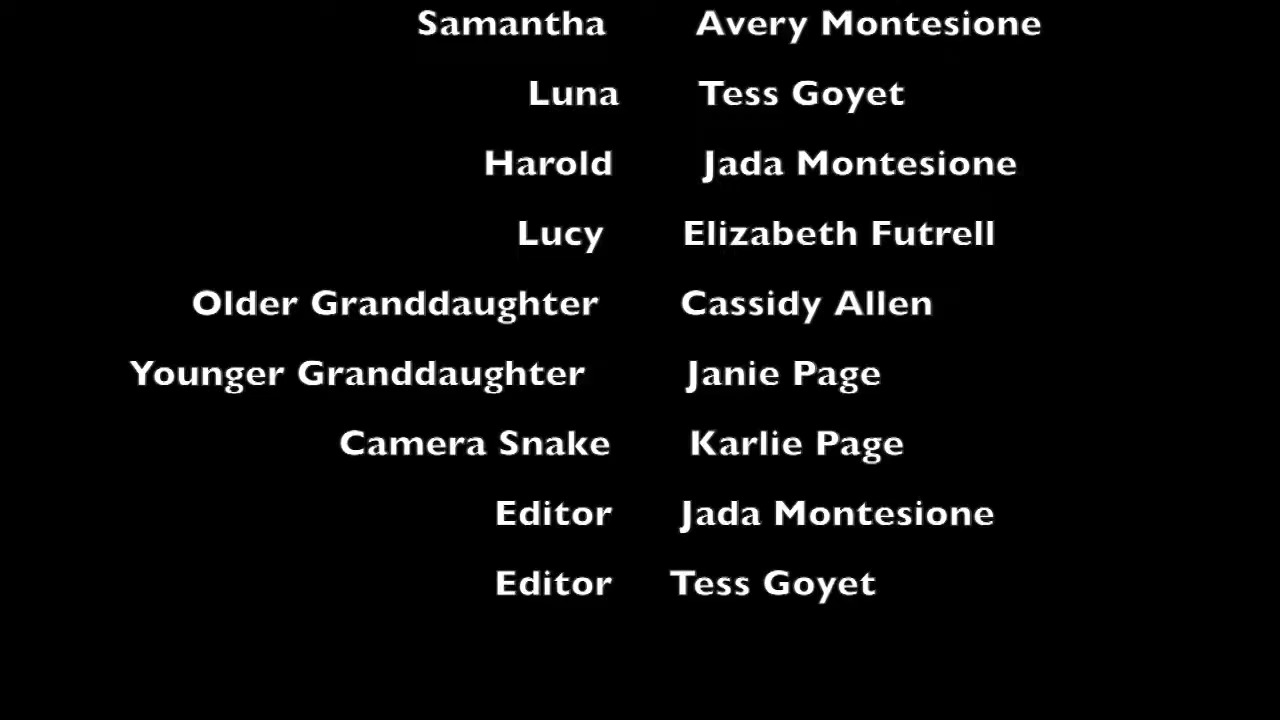 Samantha Avery Montesione
Luna Tess Goyet
Harold Jada Montesione
Lucy Elizabeth Futrell
Older Granddaughter Cassidy Allen
Younger Granddaughter Janie Page
Camera Snake Karlie Page
Editor Jada Montesione
Editor Tess Goyet